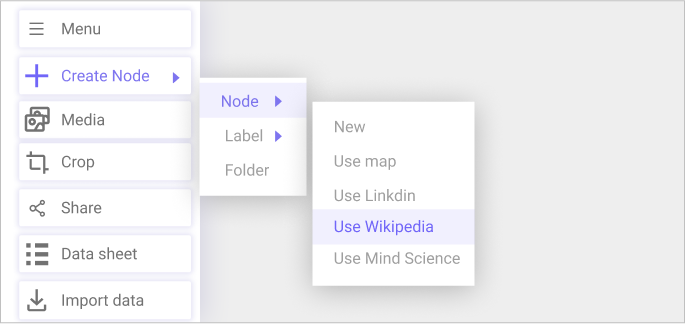 Menu
Create Node
Media
Crop
Share
Data sheet
Import data
Node
Label
Folder
New
Use map
Use Linkdin
Use Wikipedia
Use Mind Science